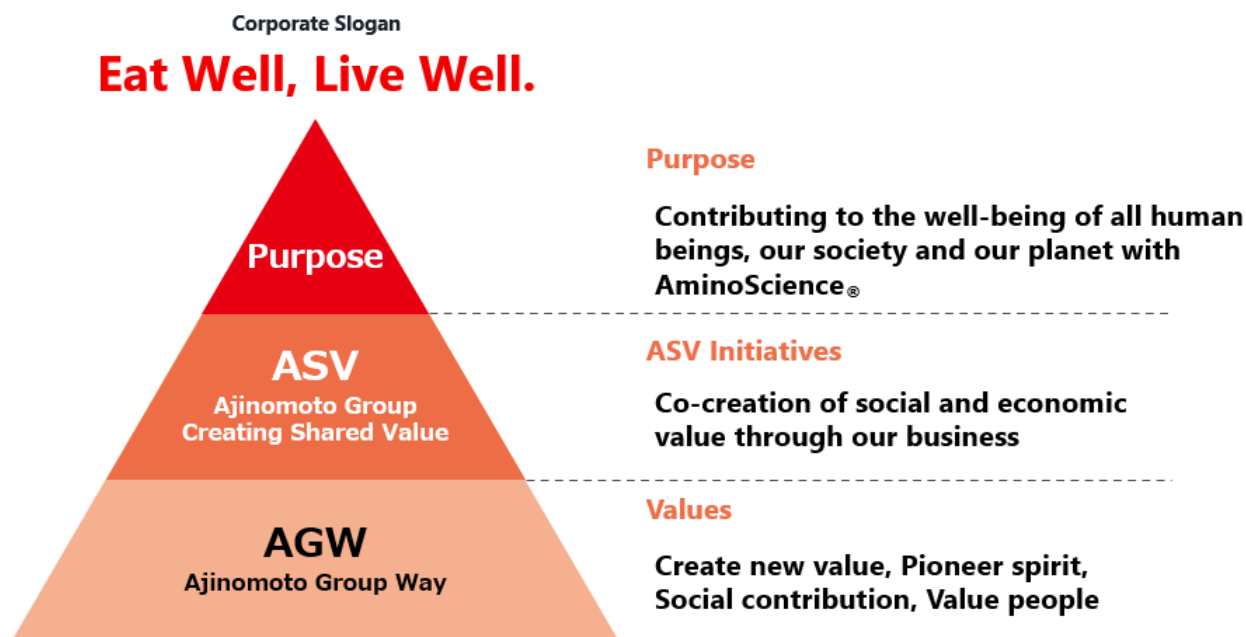 Corporate Slogan
Eat Well, Live Well.
Purpose
ASV
Ajinomoto Group
Creating Shared Value
AGW
Ajinomoto Group Way
Purpose
Contributing to the well-being of all human
beings, our society and our planet with
AminoScience®
ASV Initiatives
Co-creation of social and economic
value through our business
Values
Create new value, Pioneer spirit,
Social contribution, Value people